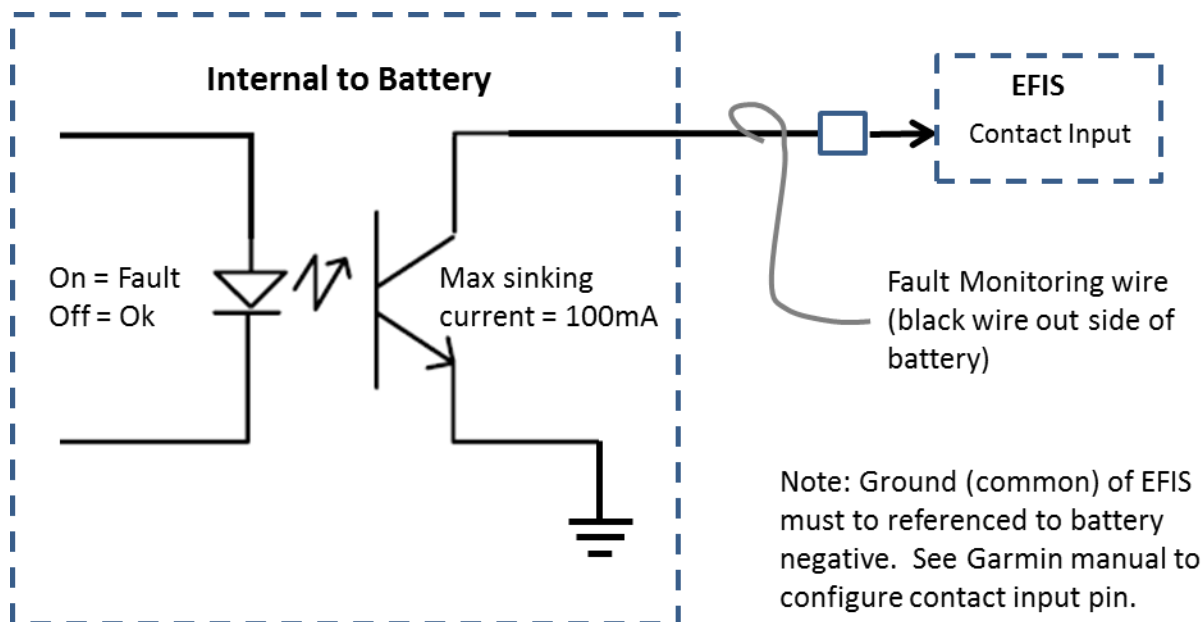 Internal to Battery
EFIS
Contact Input
On = Fault
Off = Ok
Max sinking
current = 100mA
Fault Monitoring wire
(black wire out side of
battery)
Note: Ground (common) of EFIS
must to referenced to battery
negative.  See Garmin manual to
configure contact input pin.